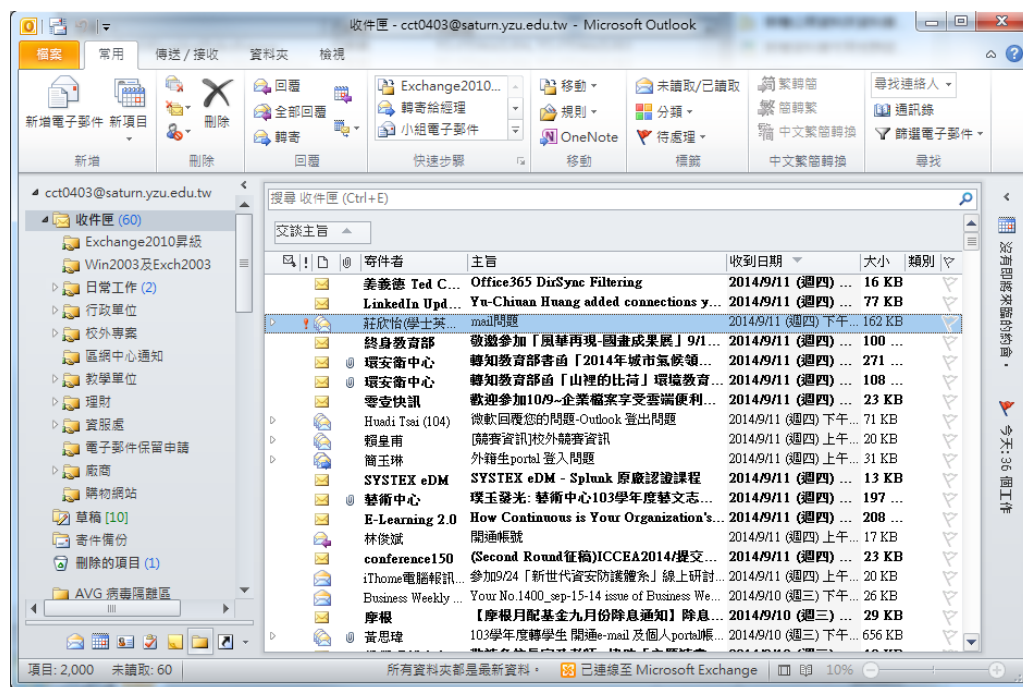 收件匣 - cct0403@saturn.yzu.edu.tw - Microsoft Outlook
檔案 常用 傳送 / 接收 資料夾 檢視
新增電子郵件 新項目
刪除
回覆
全部回覆
轉寄
Exchange2010...
轉寄給經理
小組電子郵件
移動
規則
OneNote
未讀取/已讀取
分類
待處理
繁轉簡
簡轉繁
中文繁簡轉換
尋找連絡人
通訊錄
篩選電子郵件
新增 刪除 回覆 快速步驟 移動 標籤 中文繁簡轉換 尋找
cct0403@saturn.yzu.edu.tw
收件匣 (60)
Exchange2010昇級
Win2003及Exch2003
日常工作 (2)
行政單位
校外專案
區網中心通知
教學單位
理財
資服處
電子郵件保留申請
廠商
購物網站
草稿 [10]
寄件備份
刪除的項目 (1)
AVG 病毒隔離區
搜尋 收件匣 (Ctrl+E)
交談主旨
寄件者 主旨 收到日期 大小 類別
姜義德 Ted C... Office365 DirSync Filtering 2014/9/11 (週四) ... 16 KB
LinkedIn Upd... Yu-Chiuan Huang added connections y... 2014/9/11 (週四) ... 77 KB
莊欣怡(學士英... mail問題 2014/9/11 (週四) 下午... 162 KB
終身教育部 敬邀參加「風華再現-國畫成果展」9/1... 2014/9/11 (週四) ... 100 ...
環安衛中心 轉知教育部書函「2014年城市氣候領... 2014/9/11 (週四) ... 271 ...
環安衛中心 轉知教育部函「山裡的比荷」環境教育... 2014/9/11 (週四) ... 108 ...
零壹快訊 歡迎參加10/9~企業檔案享受雲端便利... 2014/9/11 (週四) ... 23 KB
Huadi Tsai (104) 微軟回覆您的問題-Outlook 登出問題 2014/9/11 (週四) 下午... 71 KB
賴皇甫 [競賽資訊]校外競賽資訊 2014/9/11 (週四) 上午... 20 KB
簡玉琳 外籍生portal 登入問題 2014/9/11 (週四) 上午... 31 KB
SYSTEX eDM SYSTEX eDM - Splunk 原廠認證課程 2014/9/11 (週四) ... 13 KB
藝術中心 璞玉發光: 藝術中心103學年度藝文志... 2014/9/11 (週四) ... 197 ...
E-Learning 2.0 How Continuous is Your Organization's... 2014/9/11 (週四) ... 208 ...
林俊斌 開通帳號 2014/9/11 (週四) 上午... 17 KB
conference150 (Second Round征稿)ICCEA2014/提交... 2014/9/11 (週四) ... 23 KB
iThome電腦報訊... 參加9/24「新世代資安防護體系」線上研討... 2014/9/11 (週四) 上午... 20 KB
Business Weekly ... Your No.1400_sep-15-14 issue of Business We... 2014/9/10 (週三) 下午... 26 KB
摩根 【摩根月配基金九月份除息通知】除息... 2014/9/10 (週三) ... 29 KB
黃思瑋 103學年度轉學生 開通e-mail 及個人portal帳... 2014/9/10 (週三) 下午... 656 KB
沒有即將來臨的約會。
今天: 36 個工作
項目: 2,000 未讀取: 60 所有資料夾都是最新資料。 已連線至 Microsoft Exchange 10%